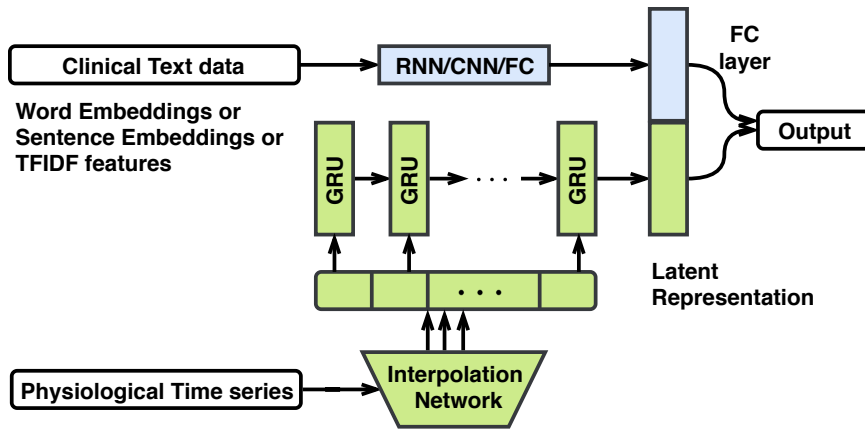 Clinical Text data
RNN/CNN/FC
FC
layer
Word Embeddings or
Sentence Embeddings or
TFIDF features
Output
GRU
GRU
. . .
GRU
. . .
Latent
Representation
Physiological Time series
Interpolation
Network